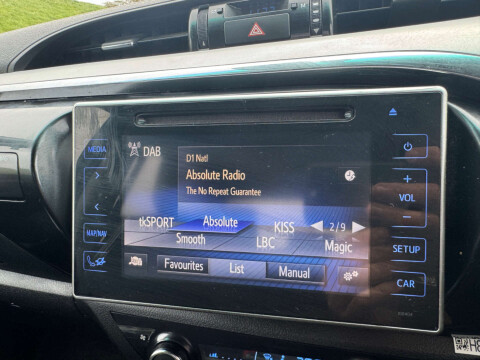 MEDIA
DAB
D1 Natl
Absolute Radio
The No Repeat Guarantee
VOL
tkSPORT Absolute KISS 2/9
Smooth LBC Magic
MAP/NAV
SETUP
Favourites List Manual
CAR